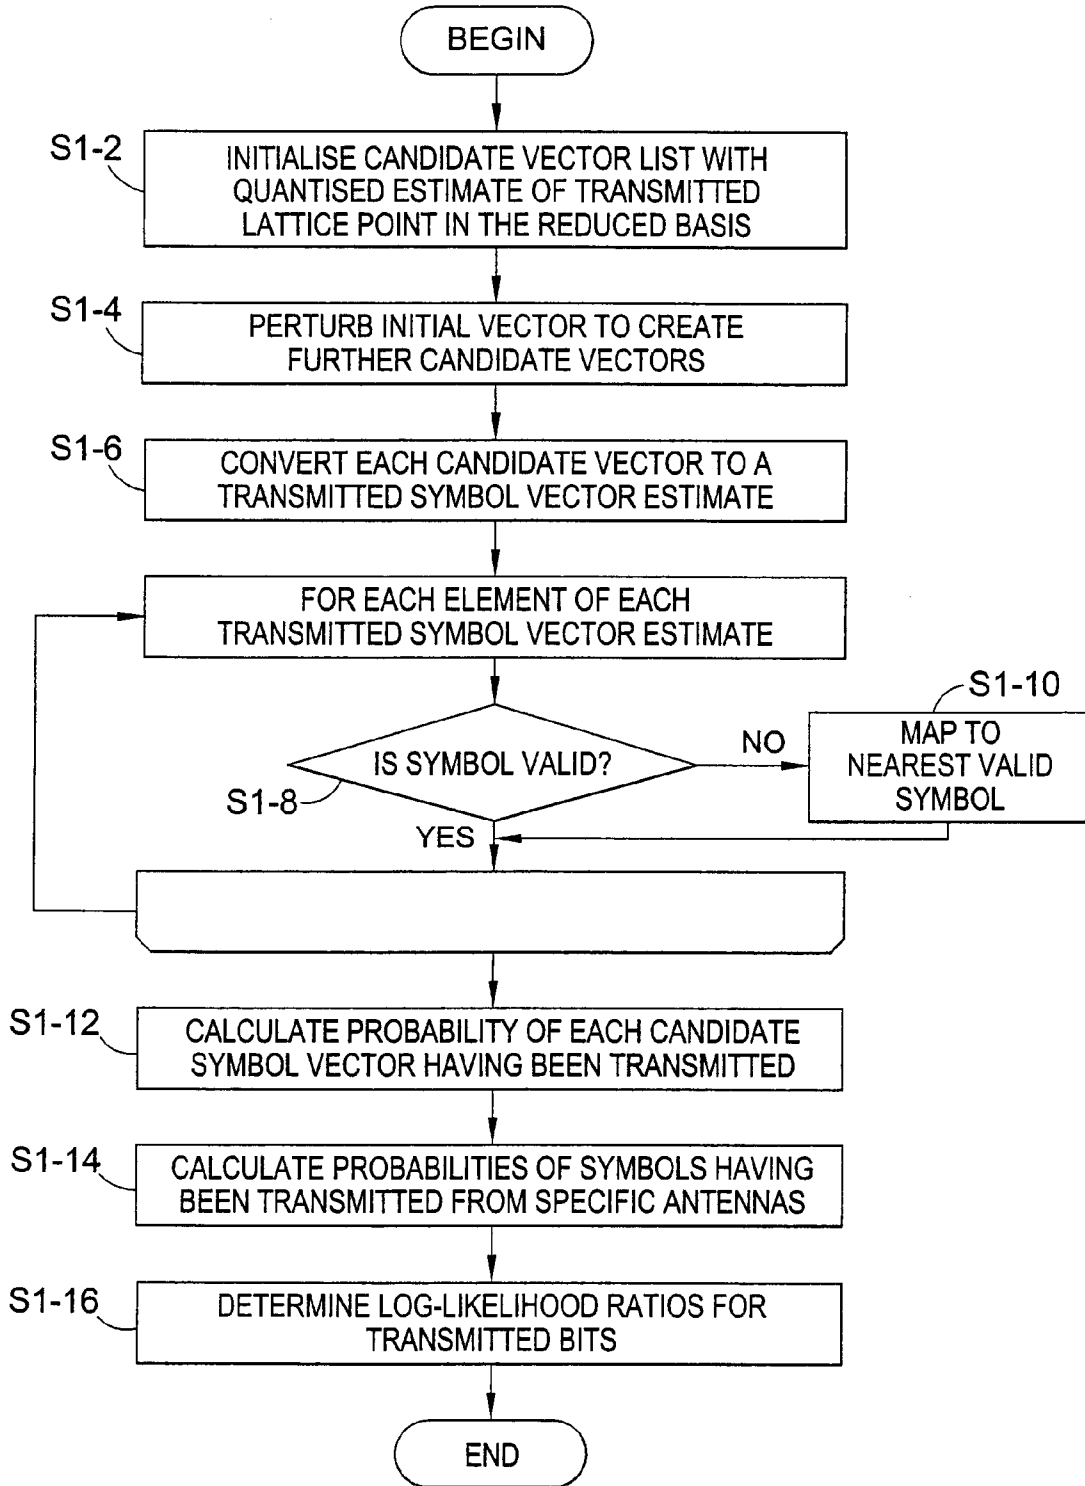 BEGIN
S1-2
INITIALISE CANDIDATE VECTOR LIST WITH
QUANTISED ESTIMATE OF TRANSMITTED
LATTICE POINT IN THE REDUCED BASIS
S1-4
PERTURB INITIAL VECTOR TO CREATE
FURTHER CANDIDATE VECTORS
S1-6
CONVERT EACH CANDIDATE VECTOR TO A
TRANSMITTED SYMBOL VECTOR ESTIMATE
FOR EACH ELEMENT OF EACH
TRANSMITTED SYMBOL VECTOR ESTIMATE
IS SYMBOL VALID?
S1-8
NO
S1-10
MAP TO
NEAREST VALID
SYMBOL
YES
S1-12
CALCULATE PROBABILITY OF EACH CANDIDATE
SYMBOL VECTOR HAVING BEEN TRANSMITTED
S1-14
CALCULATE PROBABILITIES OF SYMBOLS HAVING
BEEN TRANSMITTED FROM SPECIFIC ANTENNAS
S1-16
DETERMINE LOG-LIKELIHOOD RATIOS FOR
TRANSMITTED BITS
END